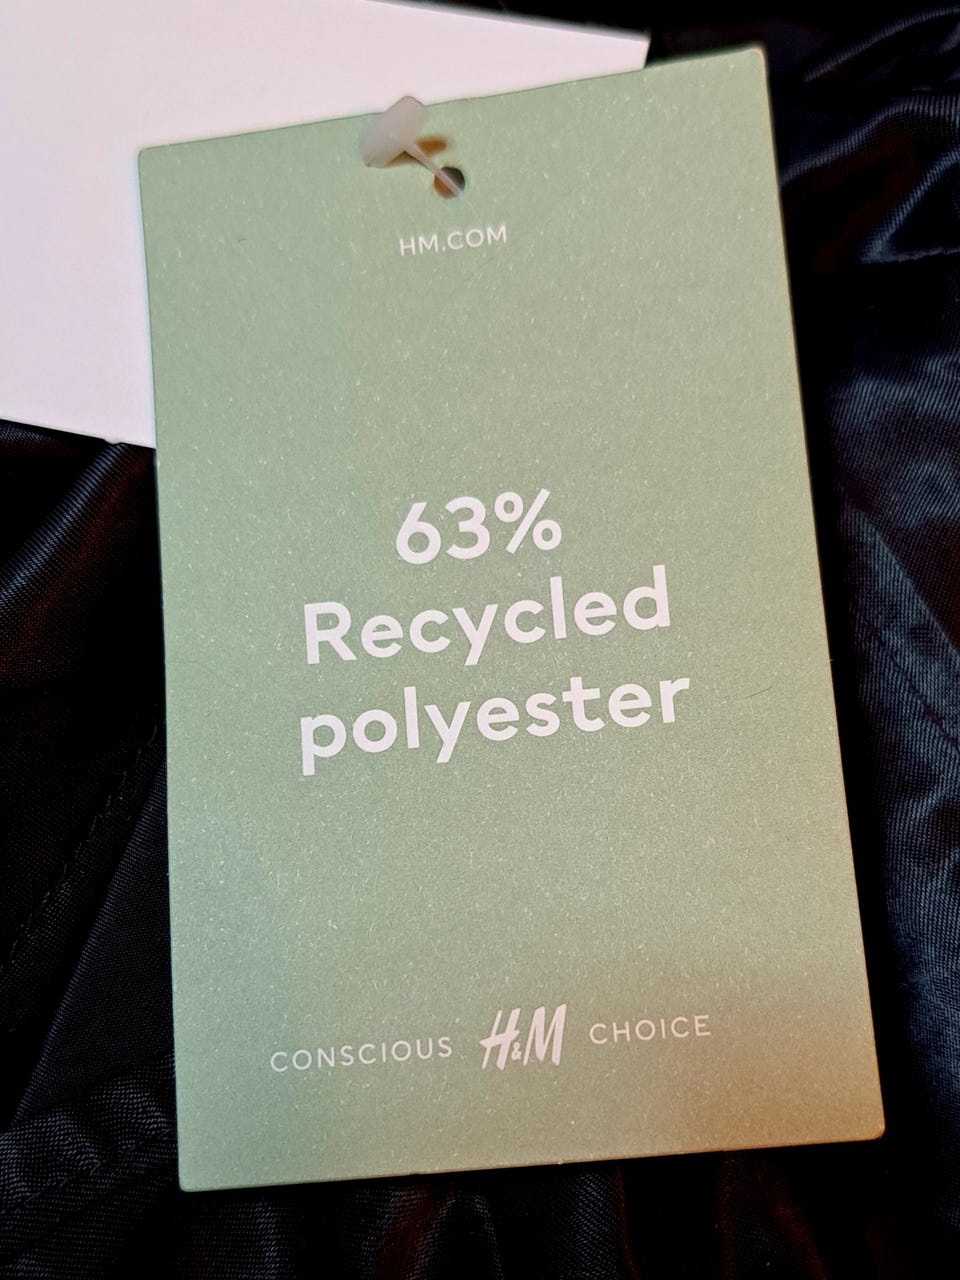 HM.COM
63%
Recycled
polyester
CONSCIOUS H&M CHOICE